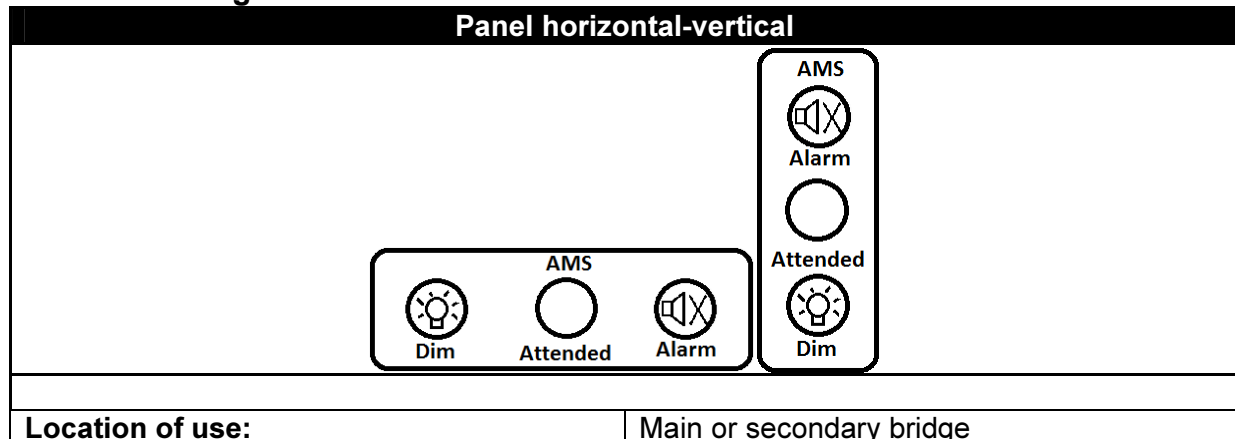 Panel horizontal-vertical
AMS
Alarm
Attended
Dim
AMS
Dim Attended Alarm
Location of use: Main or secondary bridge